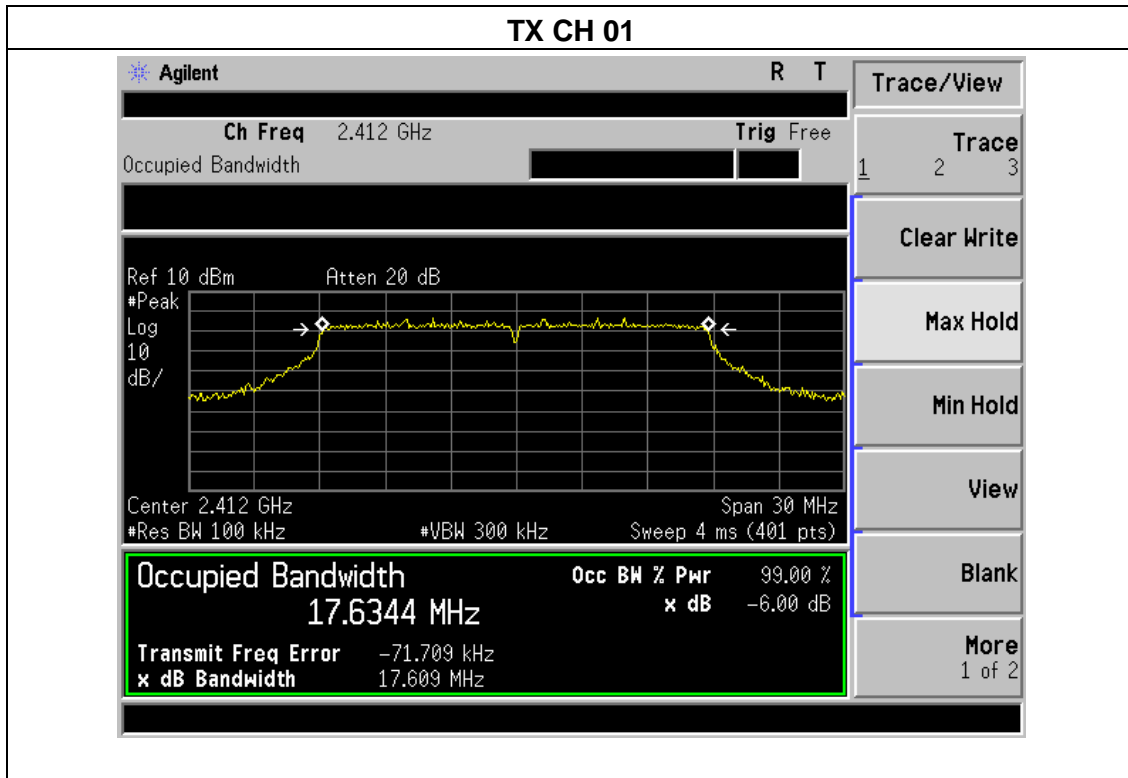 TX CH 01
Agilent R T
Ch Freq 2.412 GHz Trig Free
Occupied Bandwidth
Ref 10 dBm Atten 20 dB
#Peak
Log
10
dB/
Center 2.412 GHz Span 30 MHz
#Res BW 100 kHz #VBW 300 kHz Sweep 4 ms (401 pts)
Occupied Bandwidth
17.6344 MHz
Occ BW % Pwr 99.00 %
x dB -6.00 dB
Transmit Freq Error -71.709 kHz
x dB Bandwidth 17.609 MHz
Trace/View
Trace
1 2 3
Clear Write
Max Hold
Min Hold
View
Blank
More
1 of 2